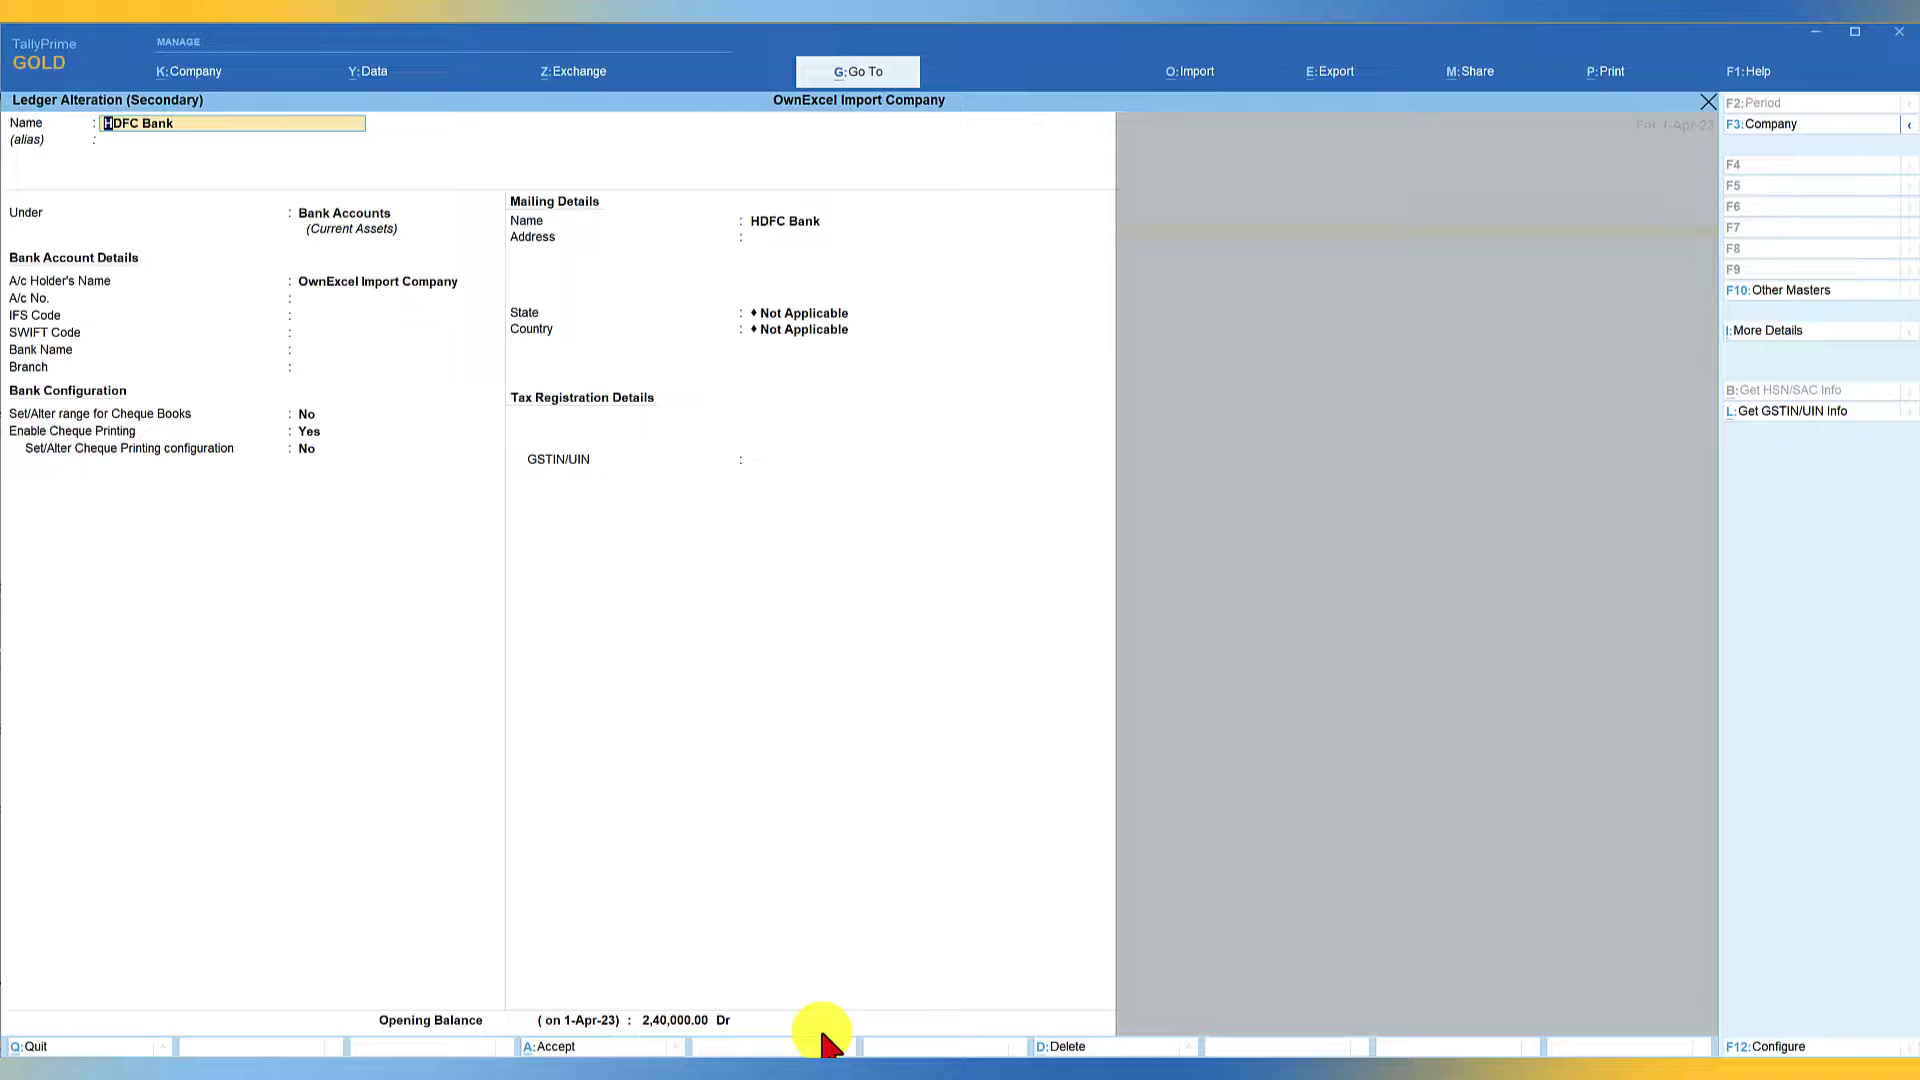 TallyPrime
GOLD
MANAGE
K:Company
Y:Data
Z:Exchange
G:Go To
O:Import
E:Export
M:Share
P:Print
F1:Help
Ledger Alteration (Secondary)
OwnExcel Import Company
Name : HDFC Bank
(alias) :
For 1-Apr-23
Under : Bank Accounts
(Current Assets)
Bank Account Details
A/c Holder's Name : OwnExcel Import Company
A/c No. :
IFS Code :
SWIFT Code :
Bank Name :
Branch :
Bank Configuration
Set/Alter range for Cheque Books : No
Enable Cheque Printing : Yes
Set/Alter Cheque Printing configuration : No
Mailing Details
Name : HDFC Bank
Address :
State : ♦ Not Applicable
Country : ♦ Not Applicable
Tax Registration Details
GSTIN/UIN :
Opening Balance ( on 1-Apr-23) : 2,40,000.00 Dr
F2:Period
F3:Company
F4
F5
F6
F7
F8
F9
F10:Other Masters
I:More Details
B:Get HSN/SAC Info
L:Get GSTIN/UIN Info
Q:Quit
A:Accept
D:Delete
F12:Configure